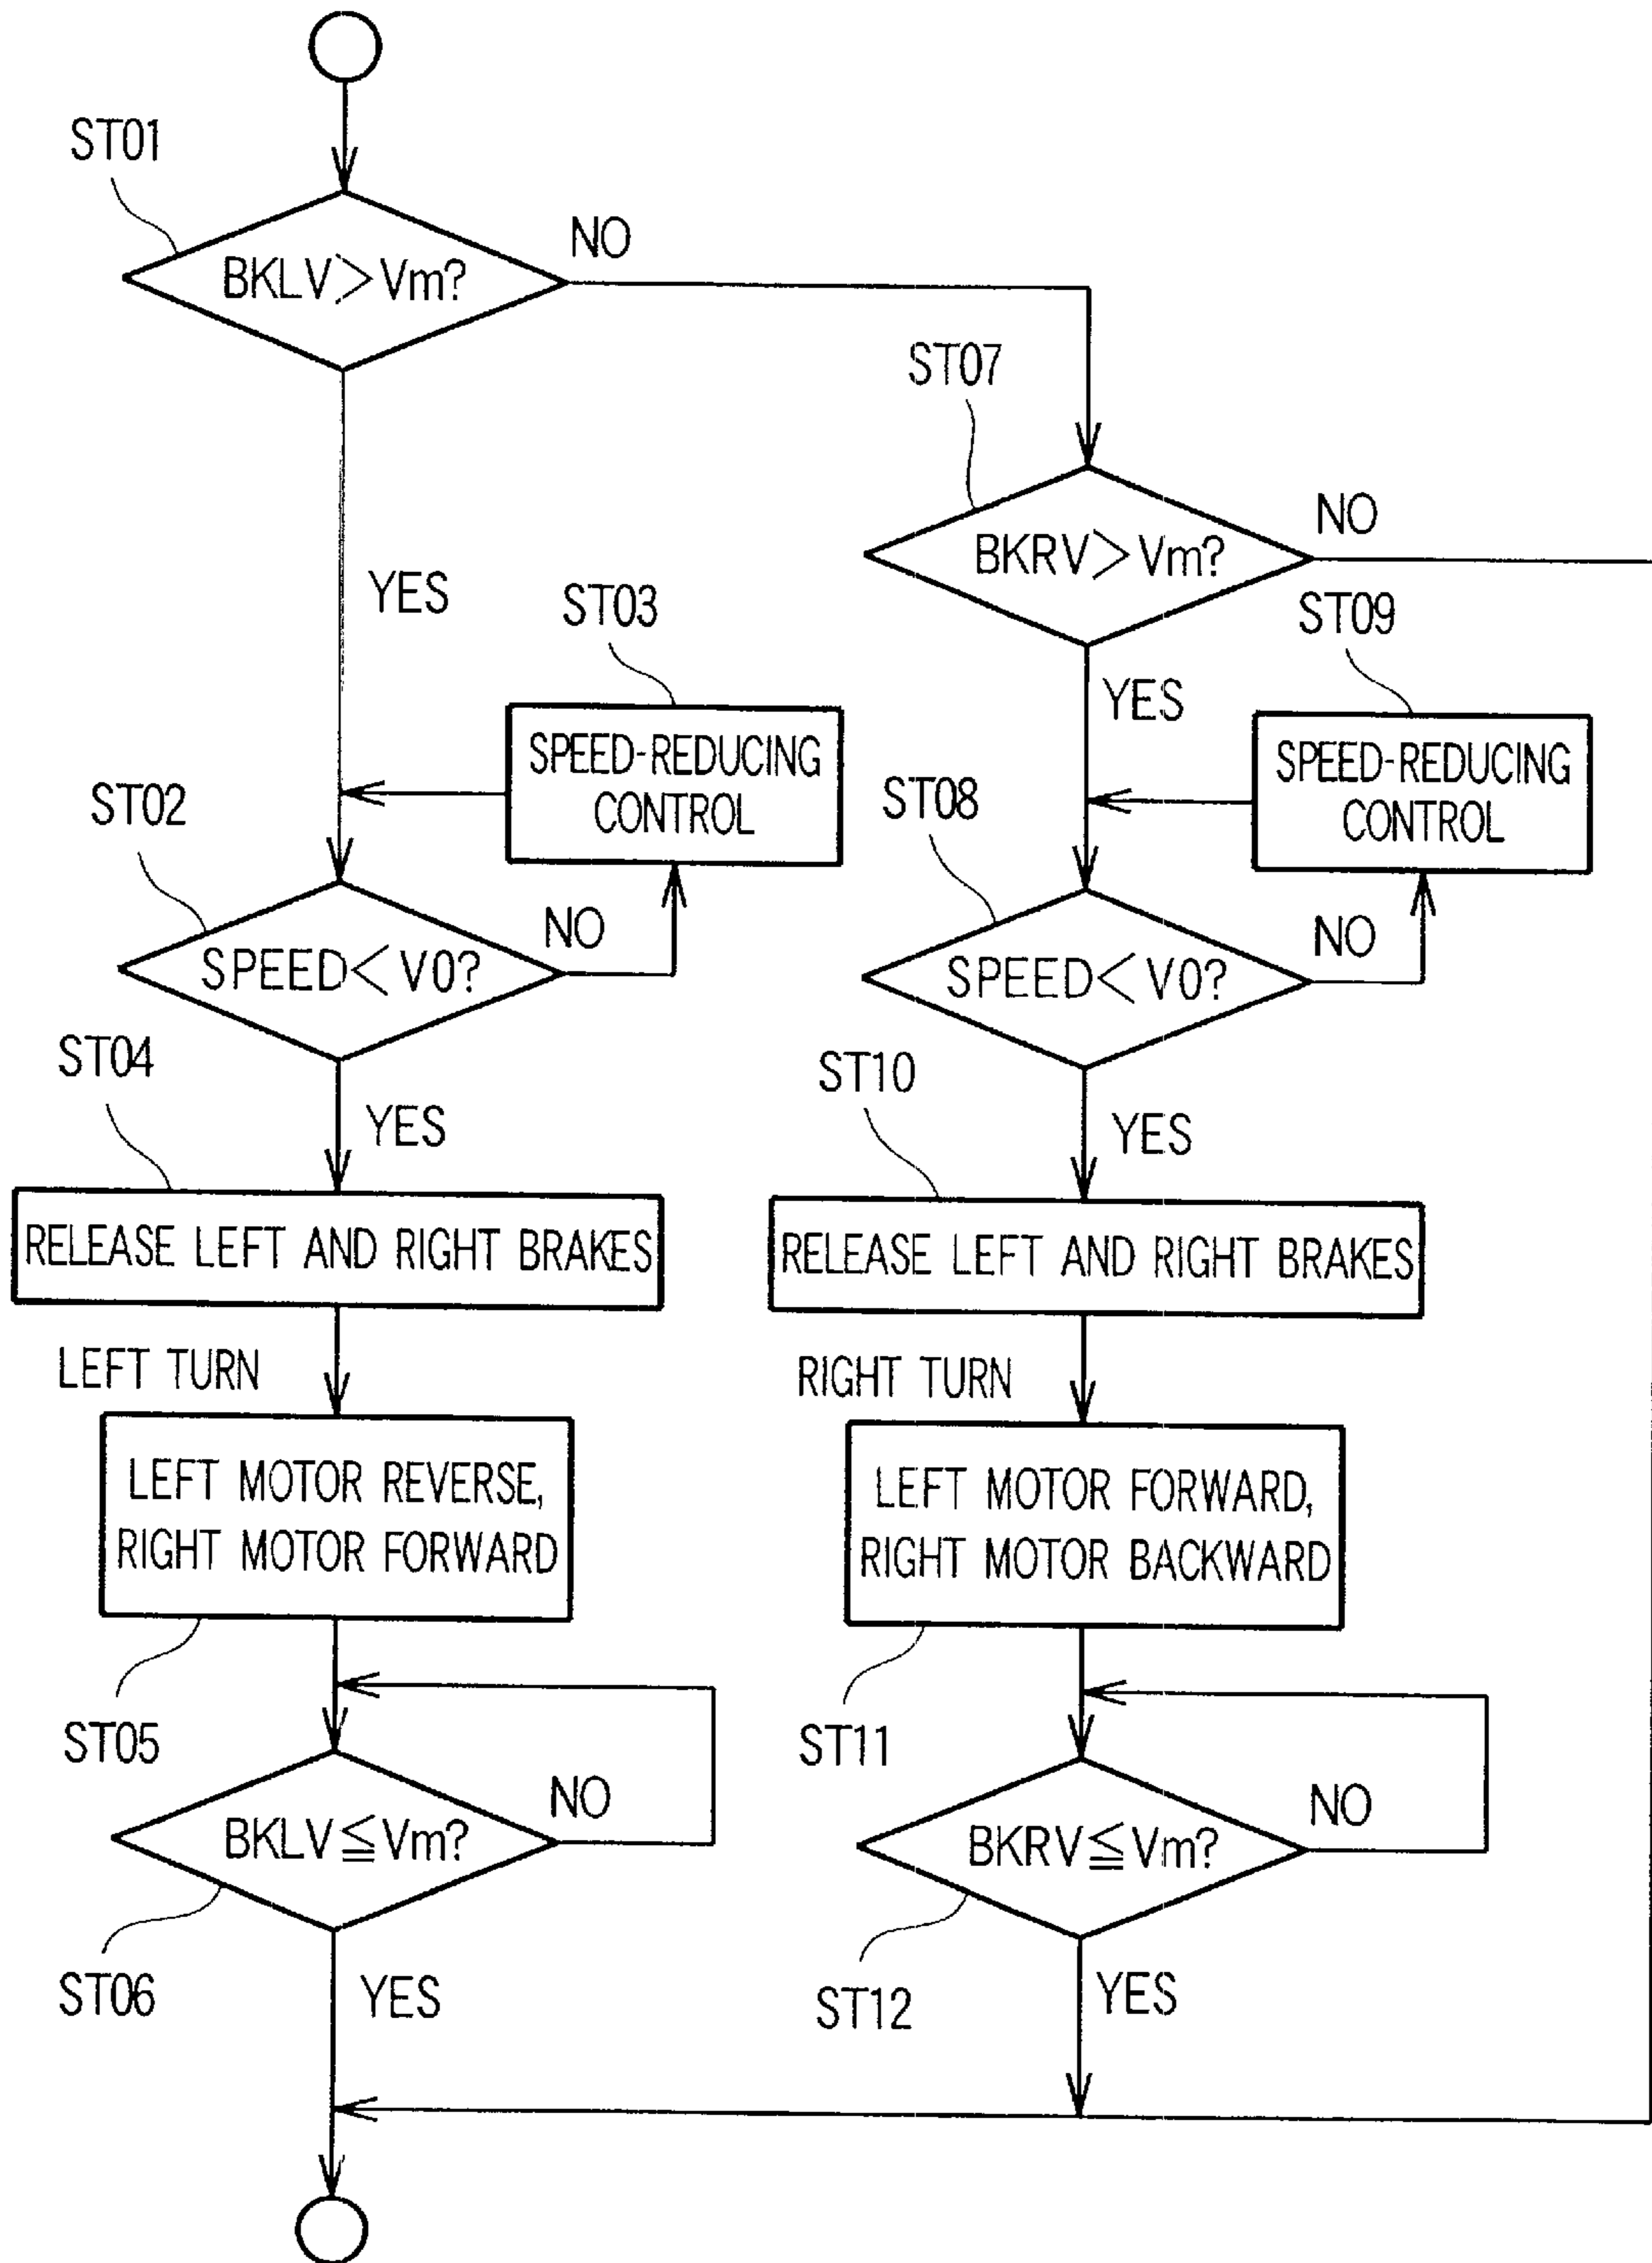 ST01
BKLV>Vm?
NO
YES
ST07
BKRV>Vm?
NO
YES
ST03
SPEED-REDUCING
CONTROL
ST09
SPEED-REDUCING
CONTROL
ST02
SPEED<V0?
NO
YES
ST08
SPEED<V0?
NO
YES
ST04
RELEASE LEFT AND RIGHT BRAKES
ST10
RELEASE LEFT AND RIGHT BRAKES
LEFT TURN
LEFT MOTOR REVERSE,
RIGHT MOTOR FORWARD
ST05
RIGHT TURN
LEFT MOTOR FORWARD,
RIGHT MOTOR BACKWARD
ST11
BKLV≦Vm?
NO
ST06
YES
BKRV≦Vm?
NO
ST12
YES